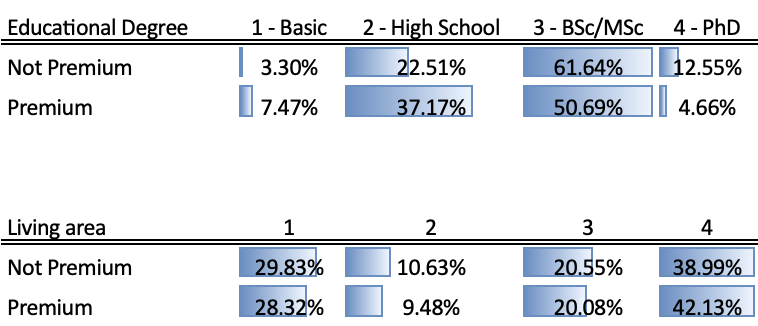 Educational Degree 1 - Basic 2 - High School 3 - BSc/MSc 4 - PhD
Not Premium 3.30% 22.51% 61.64% 12.55%
Premium 7.47% 37.17% 50.69% 4.66%
Living area 1 2 3 4
Not Premium 29.83% 10.63% 20.55% 38.99%
Premium 28.32% 9.48% 20.08% 42.13%